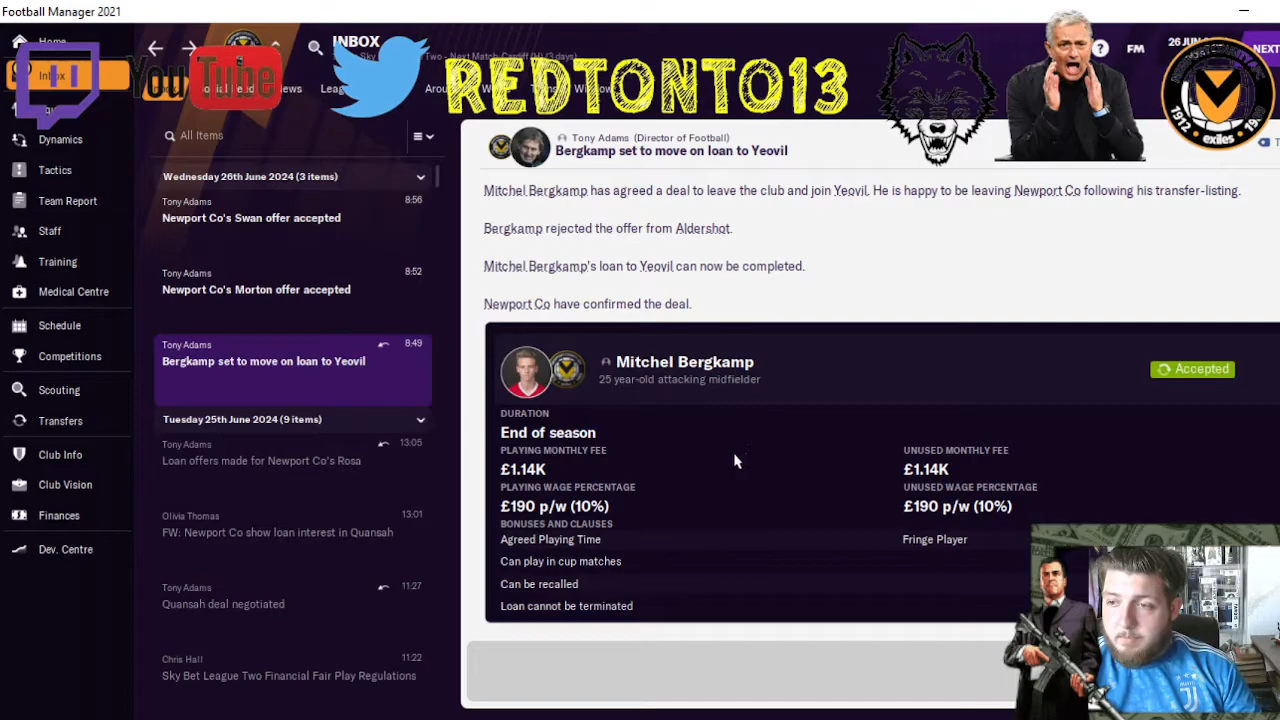 Football Manager 2021
Home
INBOX
FM
26 JUN
NEXT
YouTube
REDTONTO13
1912
exiles
Inbox
Dynamics
Tactics
Team Report
Staff
Training
Medical Centre
Schedule
Competitions
Scouting
Transfers
Club Info
Club Vision
Finances
Dev. Centre
All Items
Wednesday 26th June 2024 (3 items)
Tony Adams 8:56
Newport Co's Swan offer accepted
Tony Adams 8:52
Newport Co's Morton offer accepted
Tony Adams 8:49
Bergkamp set to move on loan to Yeovil
Tuesday 25th June 2024 (9 items)
Tony Adams 13:05
Loan offers made for Newport Co's Rosa
Olivia Thomas 13:01
FW: Newport Co show loan interest in Quansah
Tony Adams 11:27
Quansah deal negotiated
Chris Hall 11:22
Sky Bet League Two Financial Fair Play Regulations
Tony Adams (Director of Football)
Bergkamp set to move on loan to Yeovil
Mitchel Bergkamp has agreed a deal to leave the club and join Yeovil. He is happy to be leaving Newport Co following his transfer-listing.
Bergkamp rejected the offer from Aldershot.
Mitchel Bergkamp's loan to Yeovil can now be completed.
Newport Co have confirmed the deal.
Mitchel Bergkamp
25 year-old attacking midfielder
Accepted
DURATION
End of season
PLAYING MONTHLY FEE UNUSED MONTHLY FEE
£1.14K £1.14K
PLAYING WAGE PERCENTAGE UNUSED WAGE PERCENTAGE
£190 p/w (10%) £190 p/w (10%)
BONUSES AND CLAUSES
Agreed Playing Time Fringe Player
Can play in cup matches
Can be recalled
Loan cannot be terminated